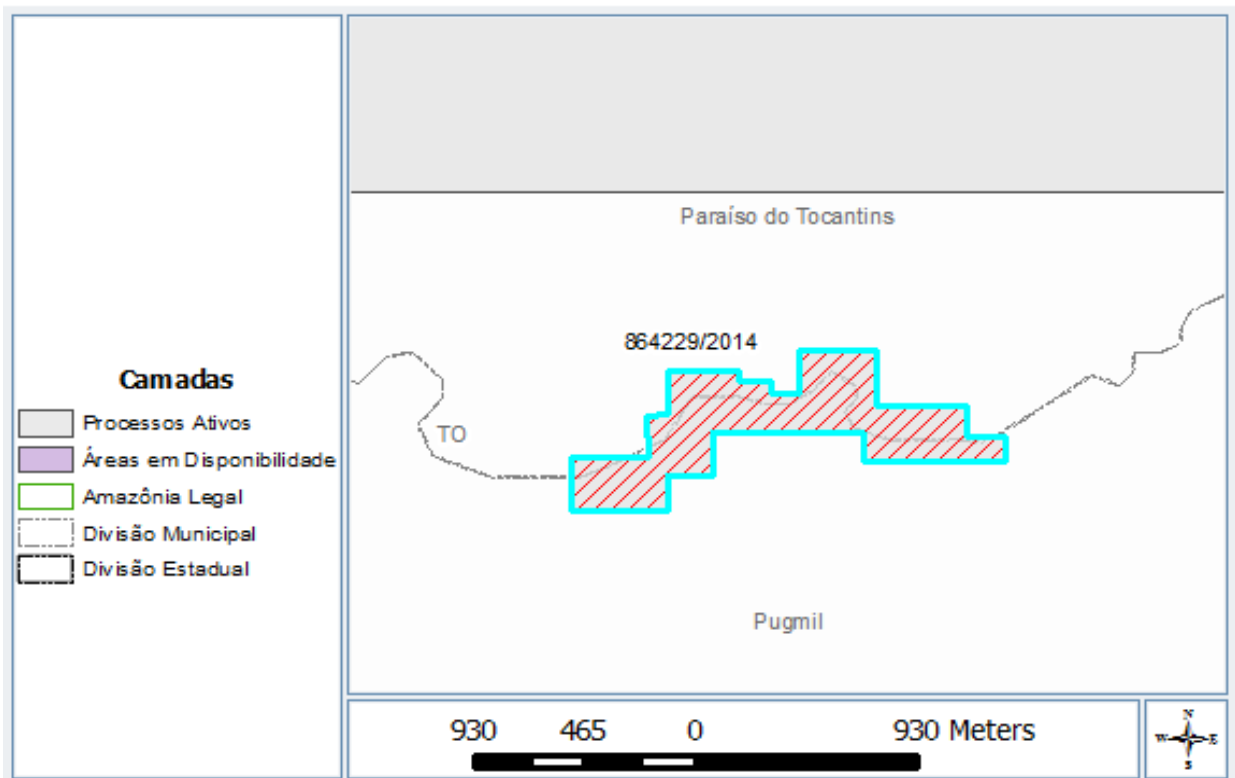 Camadas
Processos Ativos
Áreas em Disponibilidade
Amazônia Legal
Divisão Municipal
Divisão Estadual
Paraíso do Tocantins
864229/2014
TO
Pugmil
930 465 0 930 Meters
N
W E
S